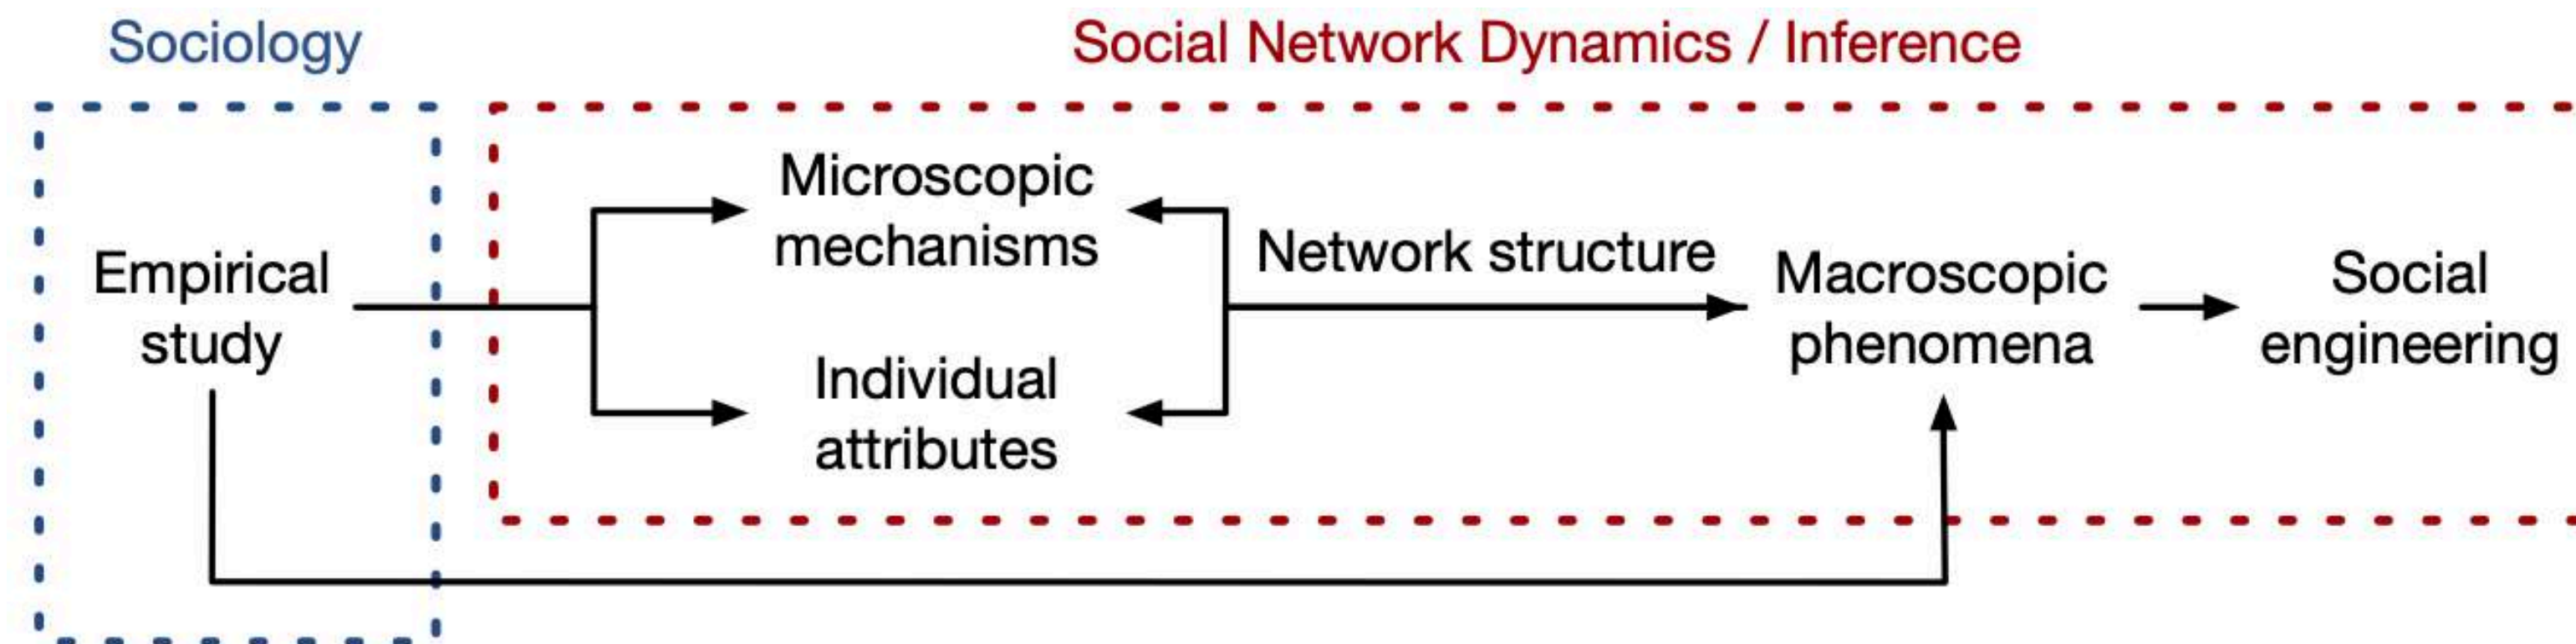 Sociology
Social Network Dynamics / Inference
Empirical
study
Microscopic
mechanisms
Individual
attributes
Network structure
Macroscopic
phenomena
Social
engineering